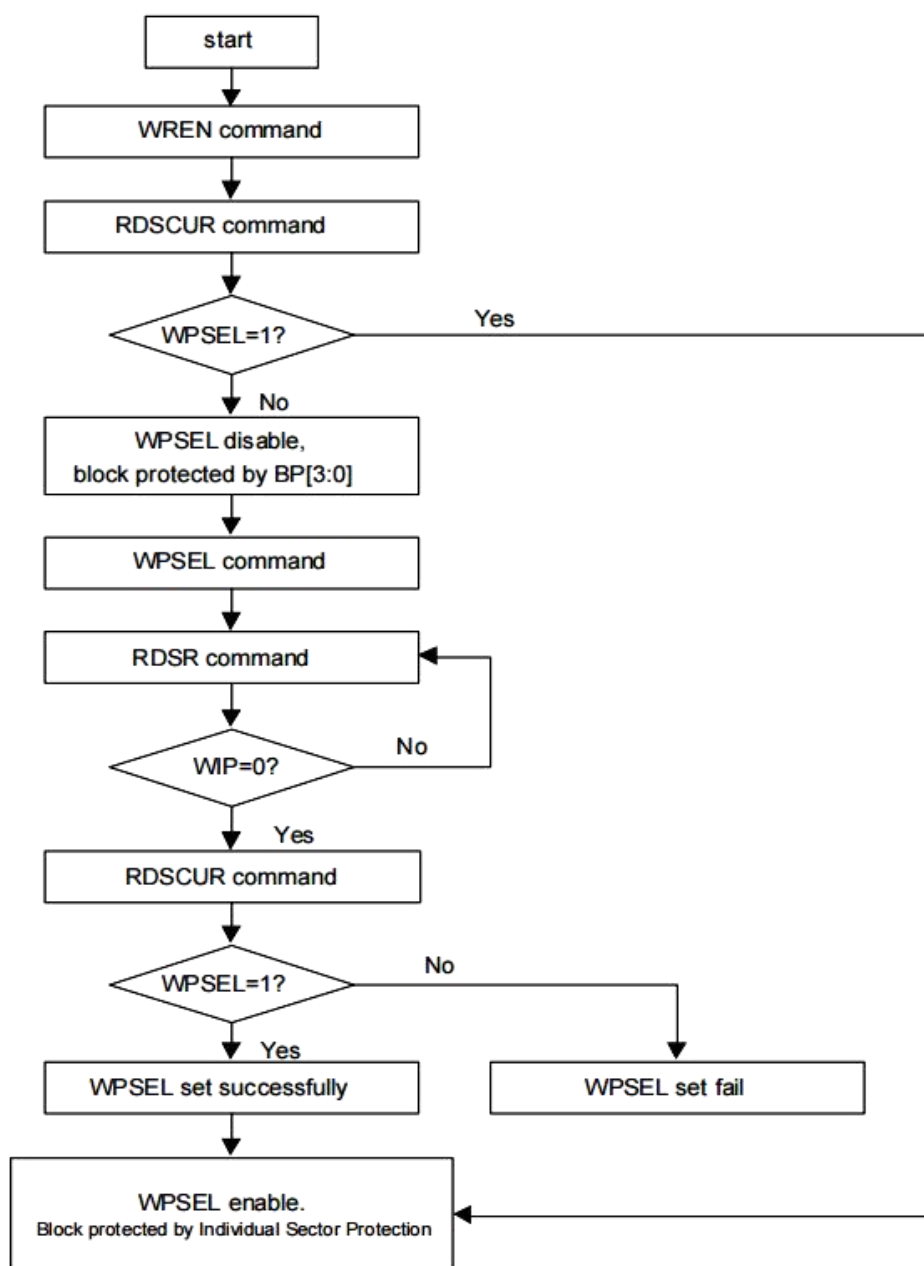 start
WREN command
RDSCUR command
WPSEL=1?
Yes
No
WPSEL disable,
block protected by BP[3:0]
WPSEL command
RDSR command
WIP=0?
No
Yes
RDSCUR command
WPSEL=1?
No
Yes
WPSEL set successfully
WPSEL set fail
WPSEL enable.
Block protected by Individual Sector Protection